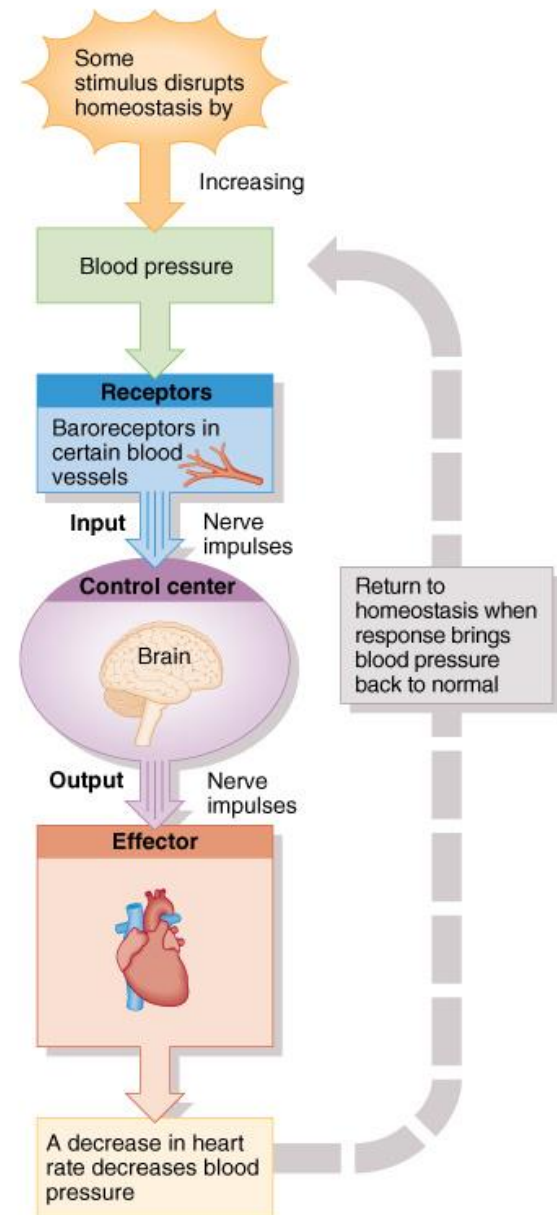 Some
stimulus disrupts
homeostasis by
Increasing
Blood pressure
Receptors
Baroreceptors in
certain blood
vessels
Input
Nerve
impulses
Control center
Brain
Output
Nerve
impulses
Effector
A decrease in heart
rate decreases blood
pressure
Return to
homeostasis when
response brings
blood pressure
back to normal